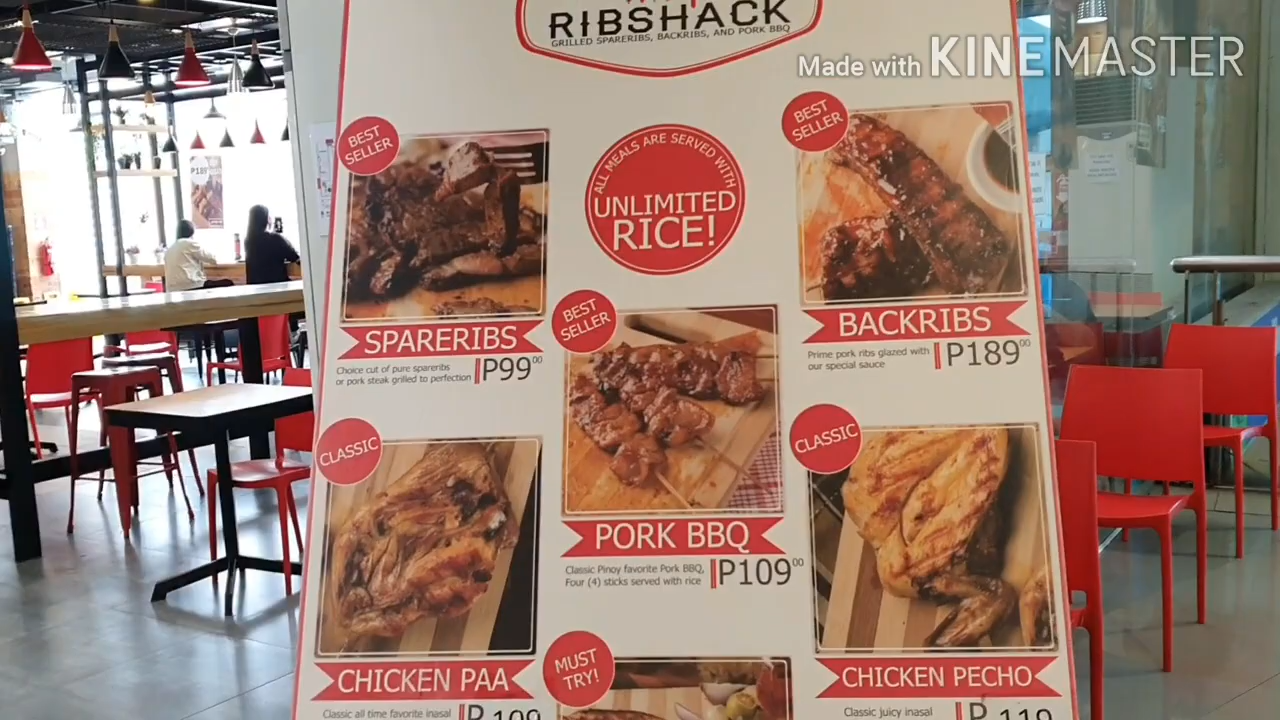 RIBSHACK
GRILLED SPARERIBS, BACKRIBS, AND PORK BBQ
Made with KINEMASTER
BEST
SELLER
ALL MEALS ARE SERVED WITH
UNLIMITED
RICE!
BEST
SELLER
SPARERIBS
Choice cut of pure spareribs
or pork steak grilled to perfection
P99.00
BEST
SELLER
BACKRIBS
Prime pork ribs glazed with
our special sauce
P189.00
PORK BBQ
Classic Pinoy favorite Pork BBQ,
Four (4) sticks served with rice
P109.00
CLASSIC
CHICKEN PAA
Classic all time favorite inasal
P 109
CLASSIC
CHICKEN PECHO
Classic juicy inasal
P 119
MUST
TRY!
P189